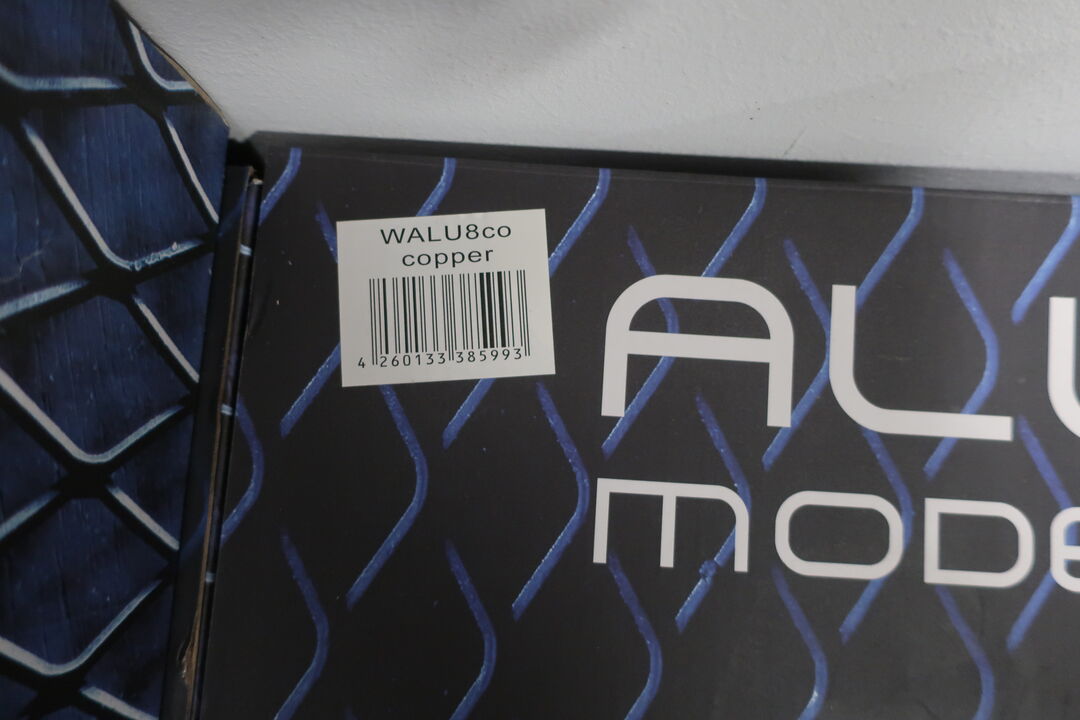 WALU8co
copper
4 260133 385993
ALU
MODE